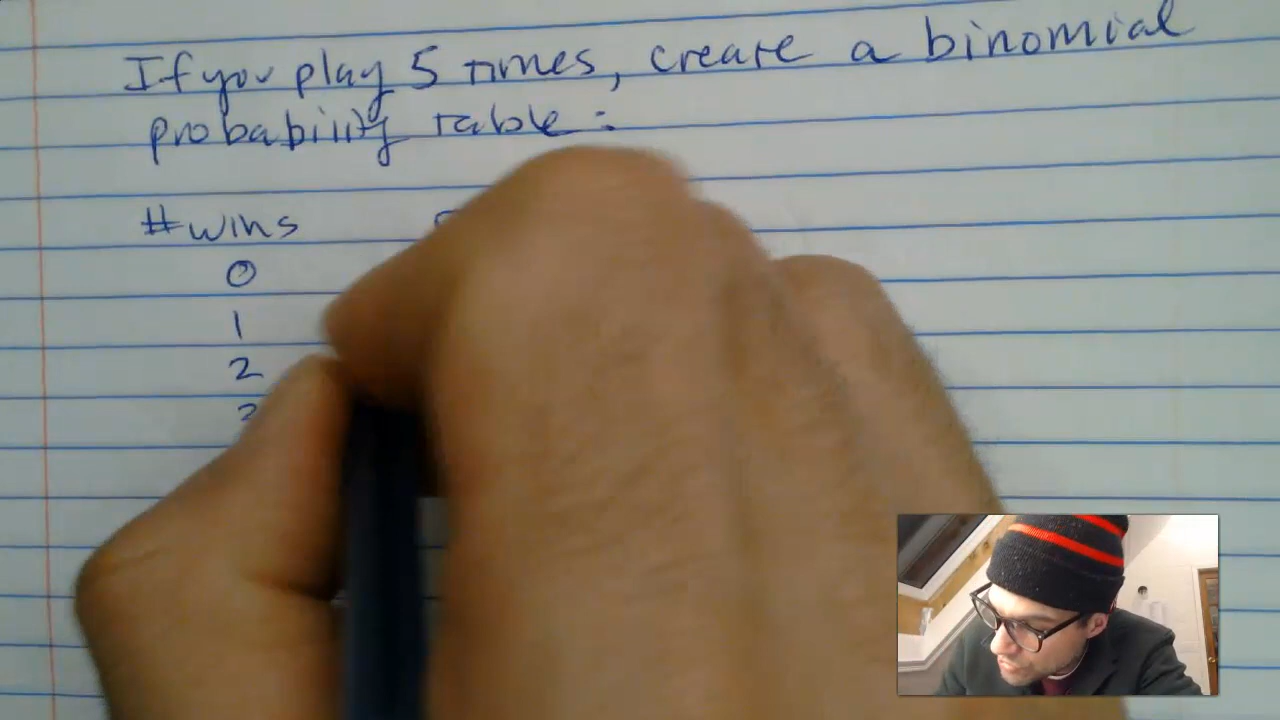 If you play 5 times, create a binomial
probability table:
#wins
0
1
2